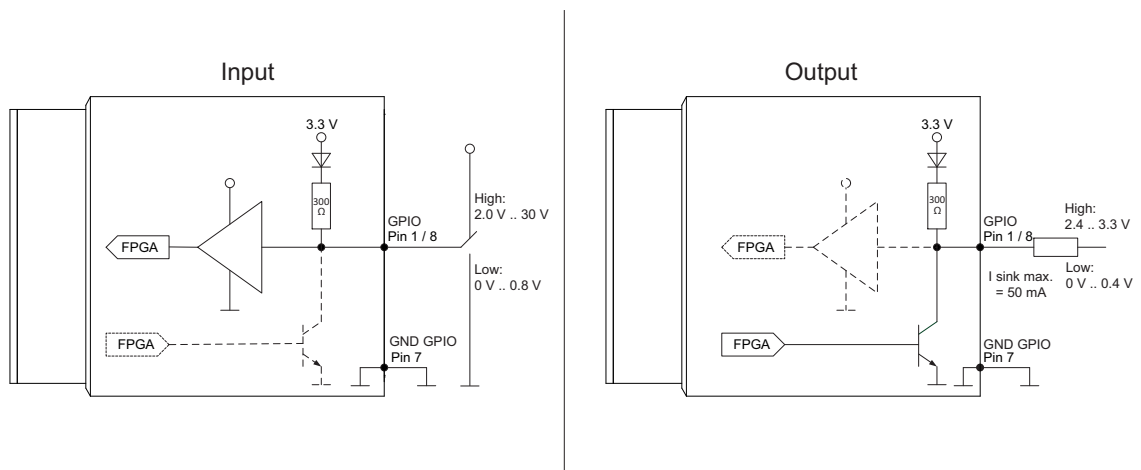 Input
3.3 V
300
Ω
GPIO
Pin 1 / 8
High:
2.0 V .. 30 V
FPGA
Low:
0 V .. 0.8 V
FPGA
GND GPIO
Pin 7
Output
3.3 V
300
Ω
GPIO
Pin 1 / 8
High:
2.4 .. 3.3 V
FPGA
I sink max.
= 50 mA
Low:
0 V .. 0.4 V
FPGA
GND GPIO
Pin 7